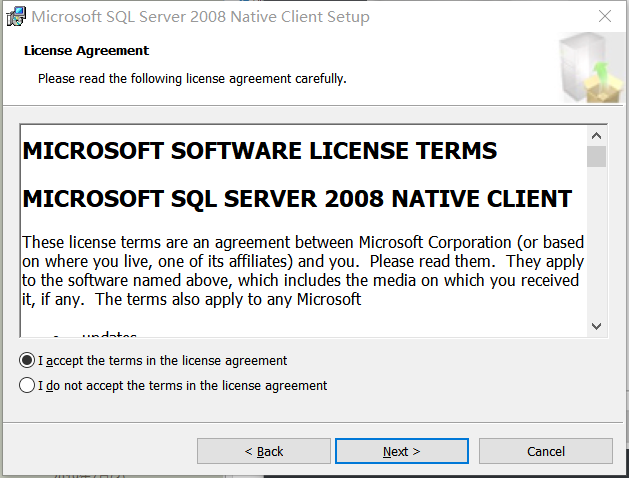 Microsoft SQL Server 2008 Native Client Setup
License Agreement
Please read the following license agreement carefully.
MICROSOFT SOFTWARE LICENSE TERMS
MICROSOFT SQL SERVER 2008 NATIVE CLIENT
These license terms are an agreement between Microsoft Corporation (or based
on where you live, one of its affiliates) and you.  Please read them.  They apply
to the software named above, which includes the media on which you received
it, if any.  The terms also apply to any Microsoft
• updates
I accept the terms in the license agreement
I do not accept the terms in the license agreement
< Back
Next >
Cancel